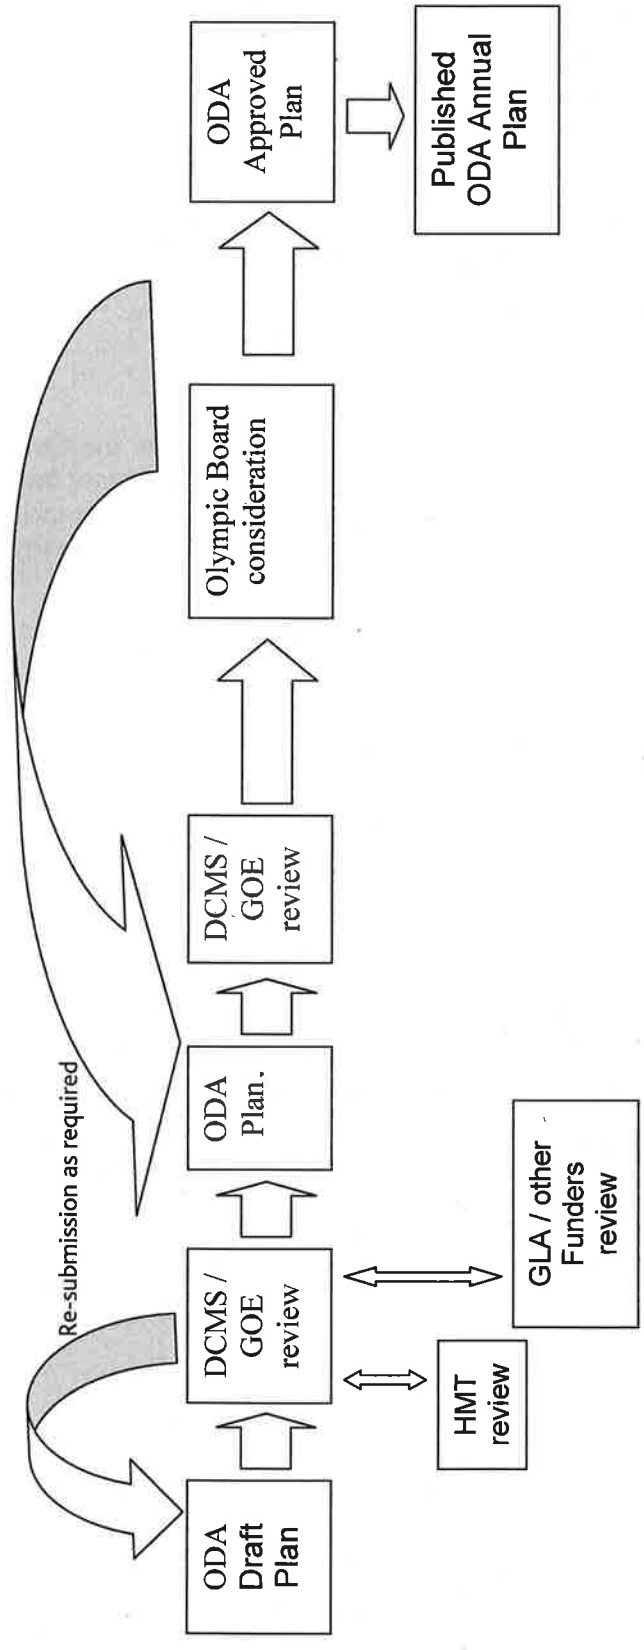 Re-submission as required
ODA
Draft
Plan
DCMS /
GOE
review
HMT
review
GLA / other
Funders
review
ODA
Plan.
DCMS /
GOE
review
Olympic Board
consideration
ODA
Approved
Plan
Published
ODA Annual
Plan